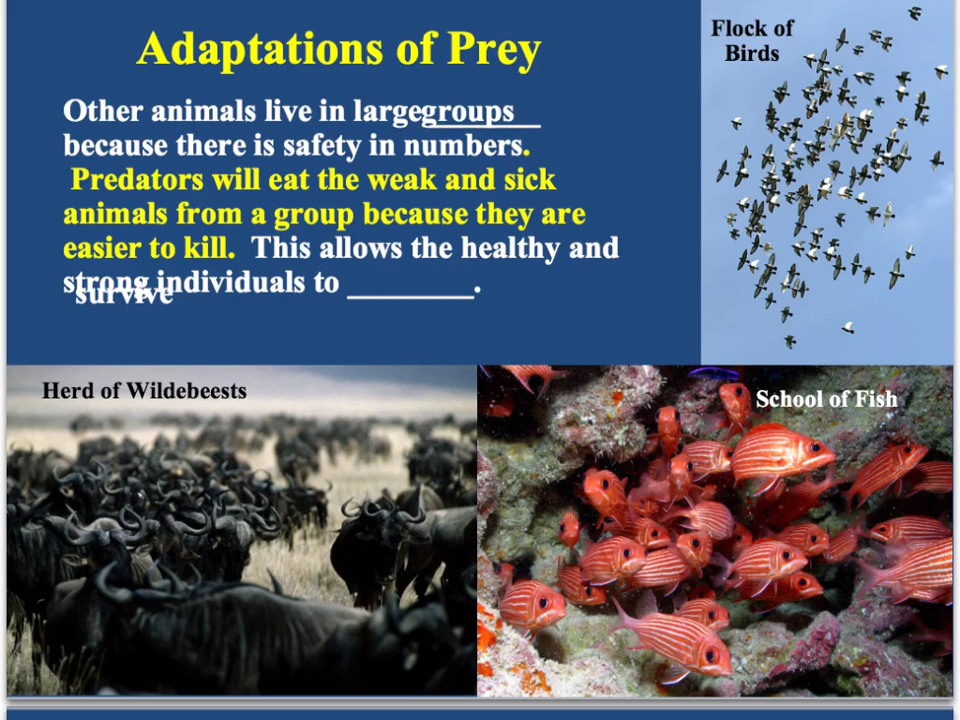 Adaptations of Prey
Other animals live in large groups
because there is safety in numbers.
Predators will eat the weak and sick
animals from a group because they are
easier to kill. This allows the healthy and
strong individuals to ________.
survive
Flock of
Birds
Herd of Wildebeests
School of Fish